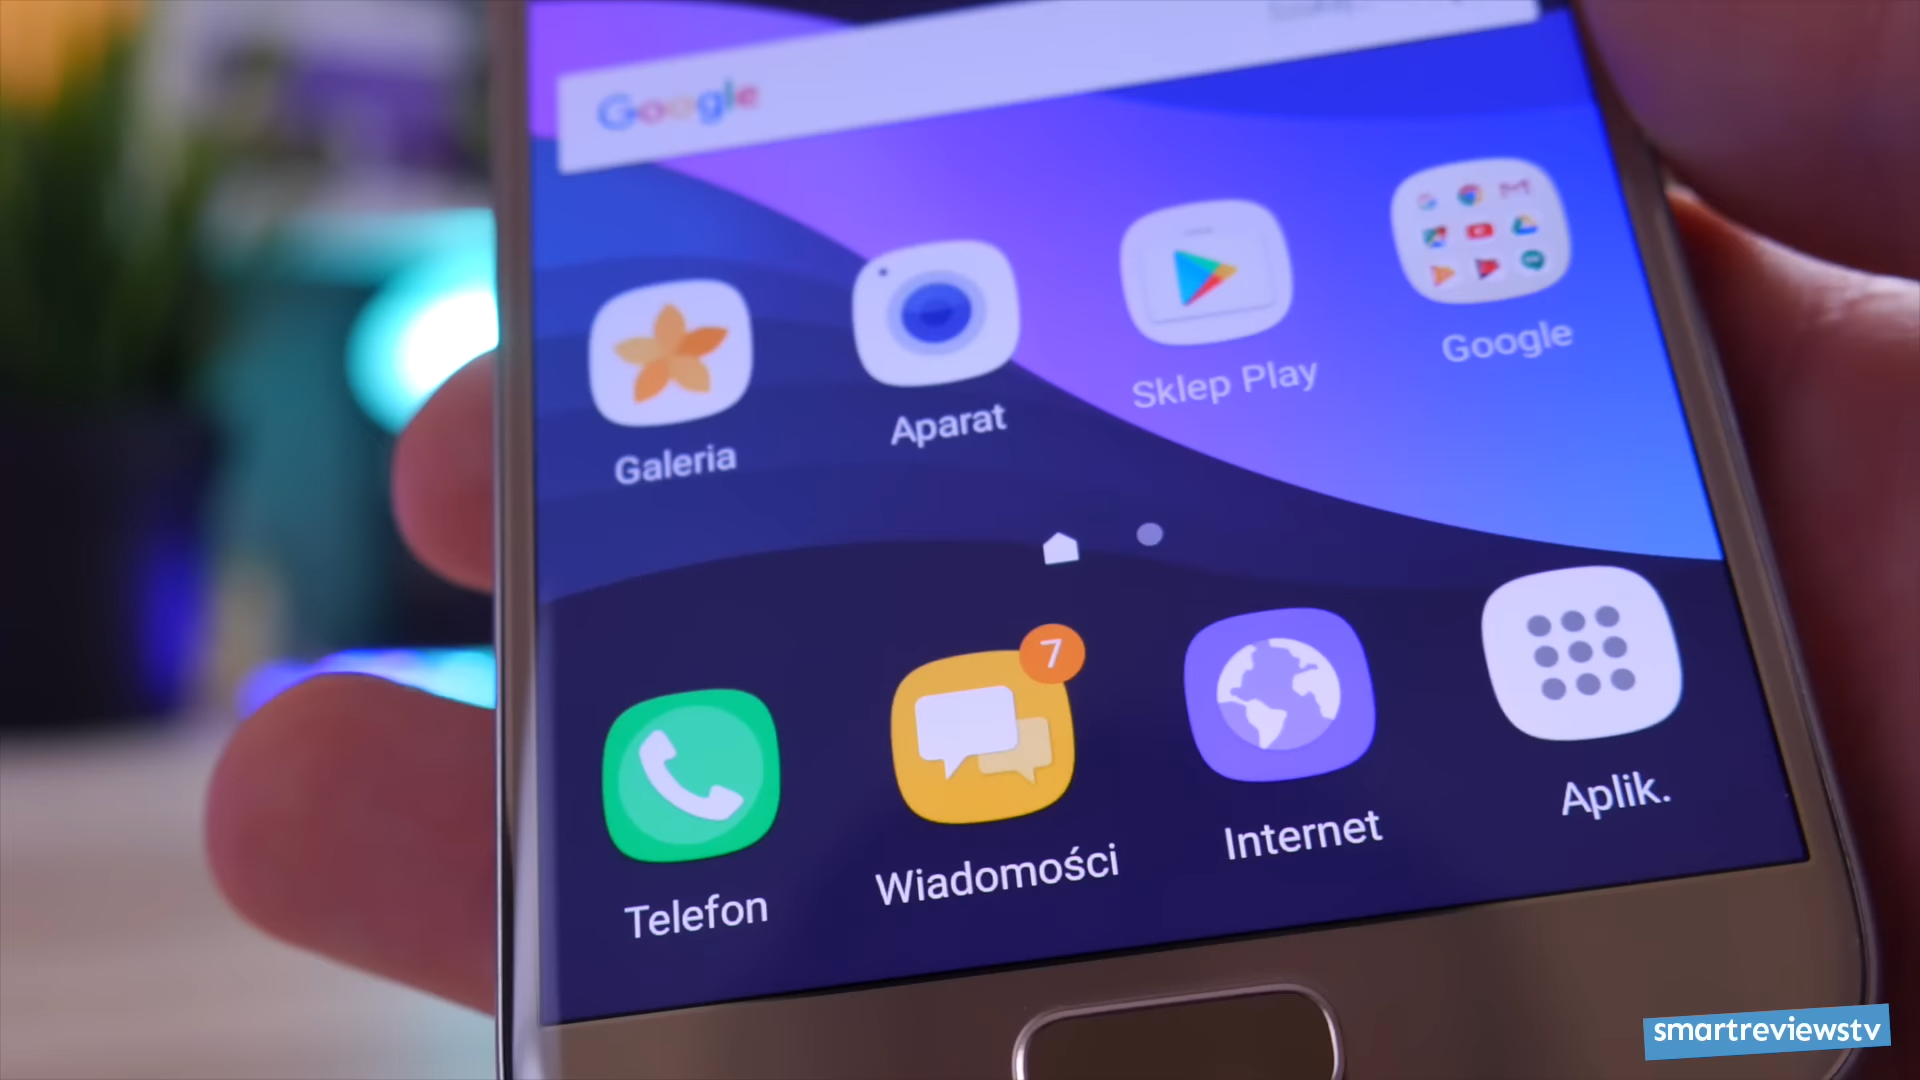 Google
Galeria
Aparat
Sklep Play
Google
7
Telefon
Wiadomości
Internet
Aplik.
smartreviewstv